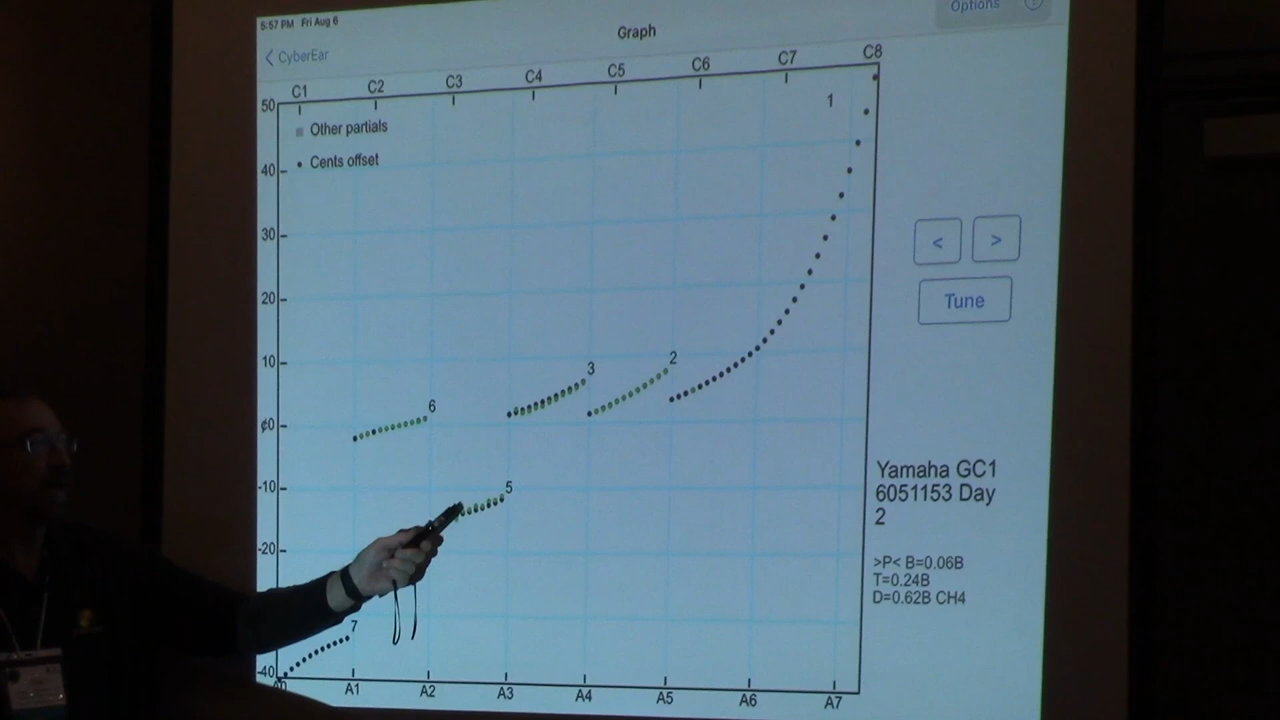 5:57 PM Fri Aug 6
Options
Graph
CyberEar
C1 C2 C3 C4 C5 C6 C7 C8
50
1
Other partials
Cents offset
40
30
< >
20
Tune
10
3 2
6
¢0
Yamaha GC1
6051153 Day
2
-10
5
-20
>P< B=0.06B
T=0.24B
D=0.62B CH4
7
-40
A0 A1 A2 A3 A4 A5 A6 A7